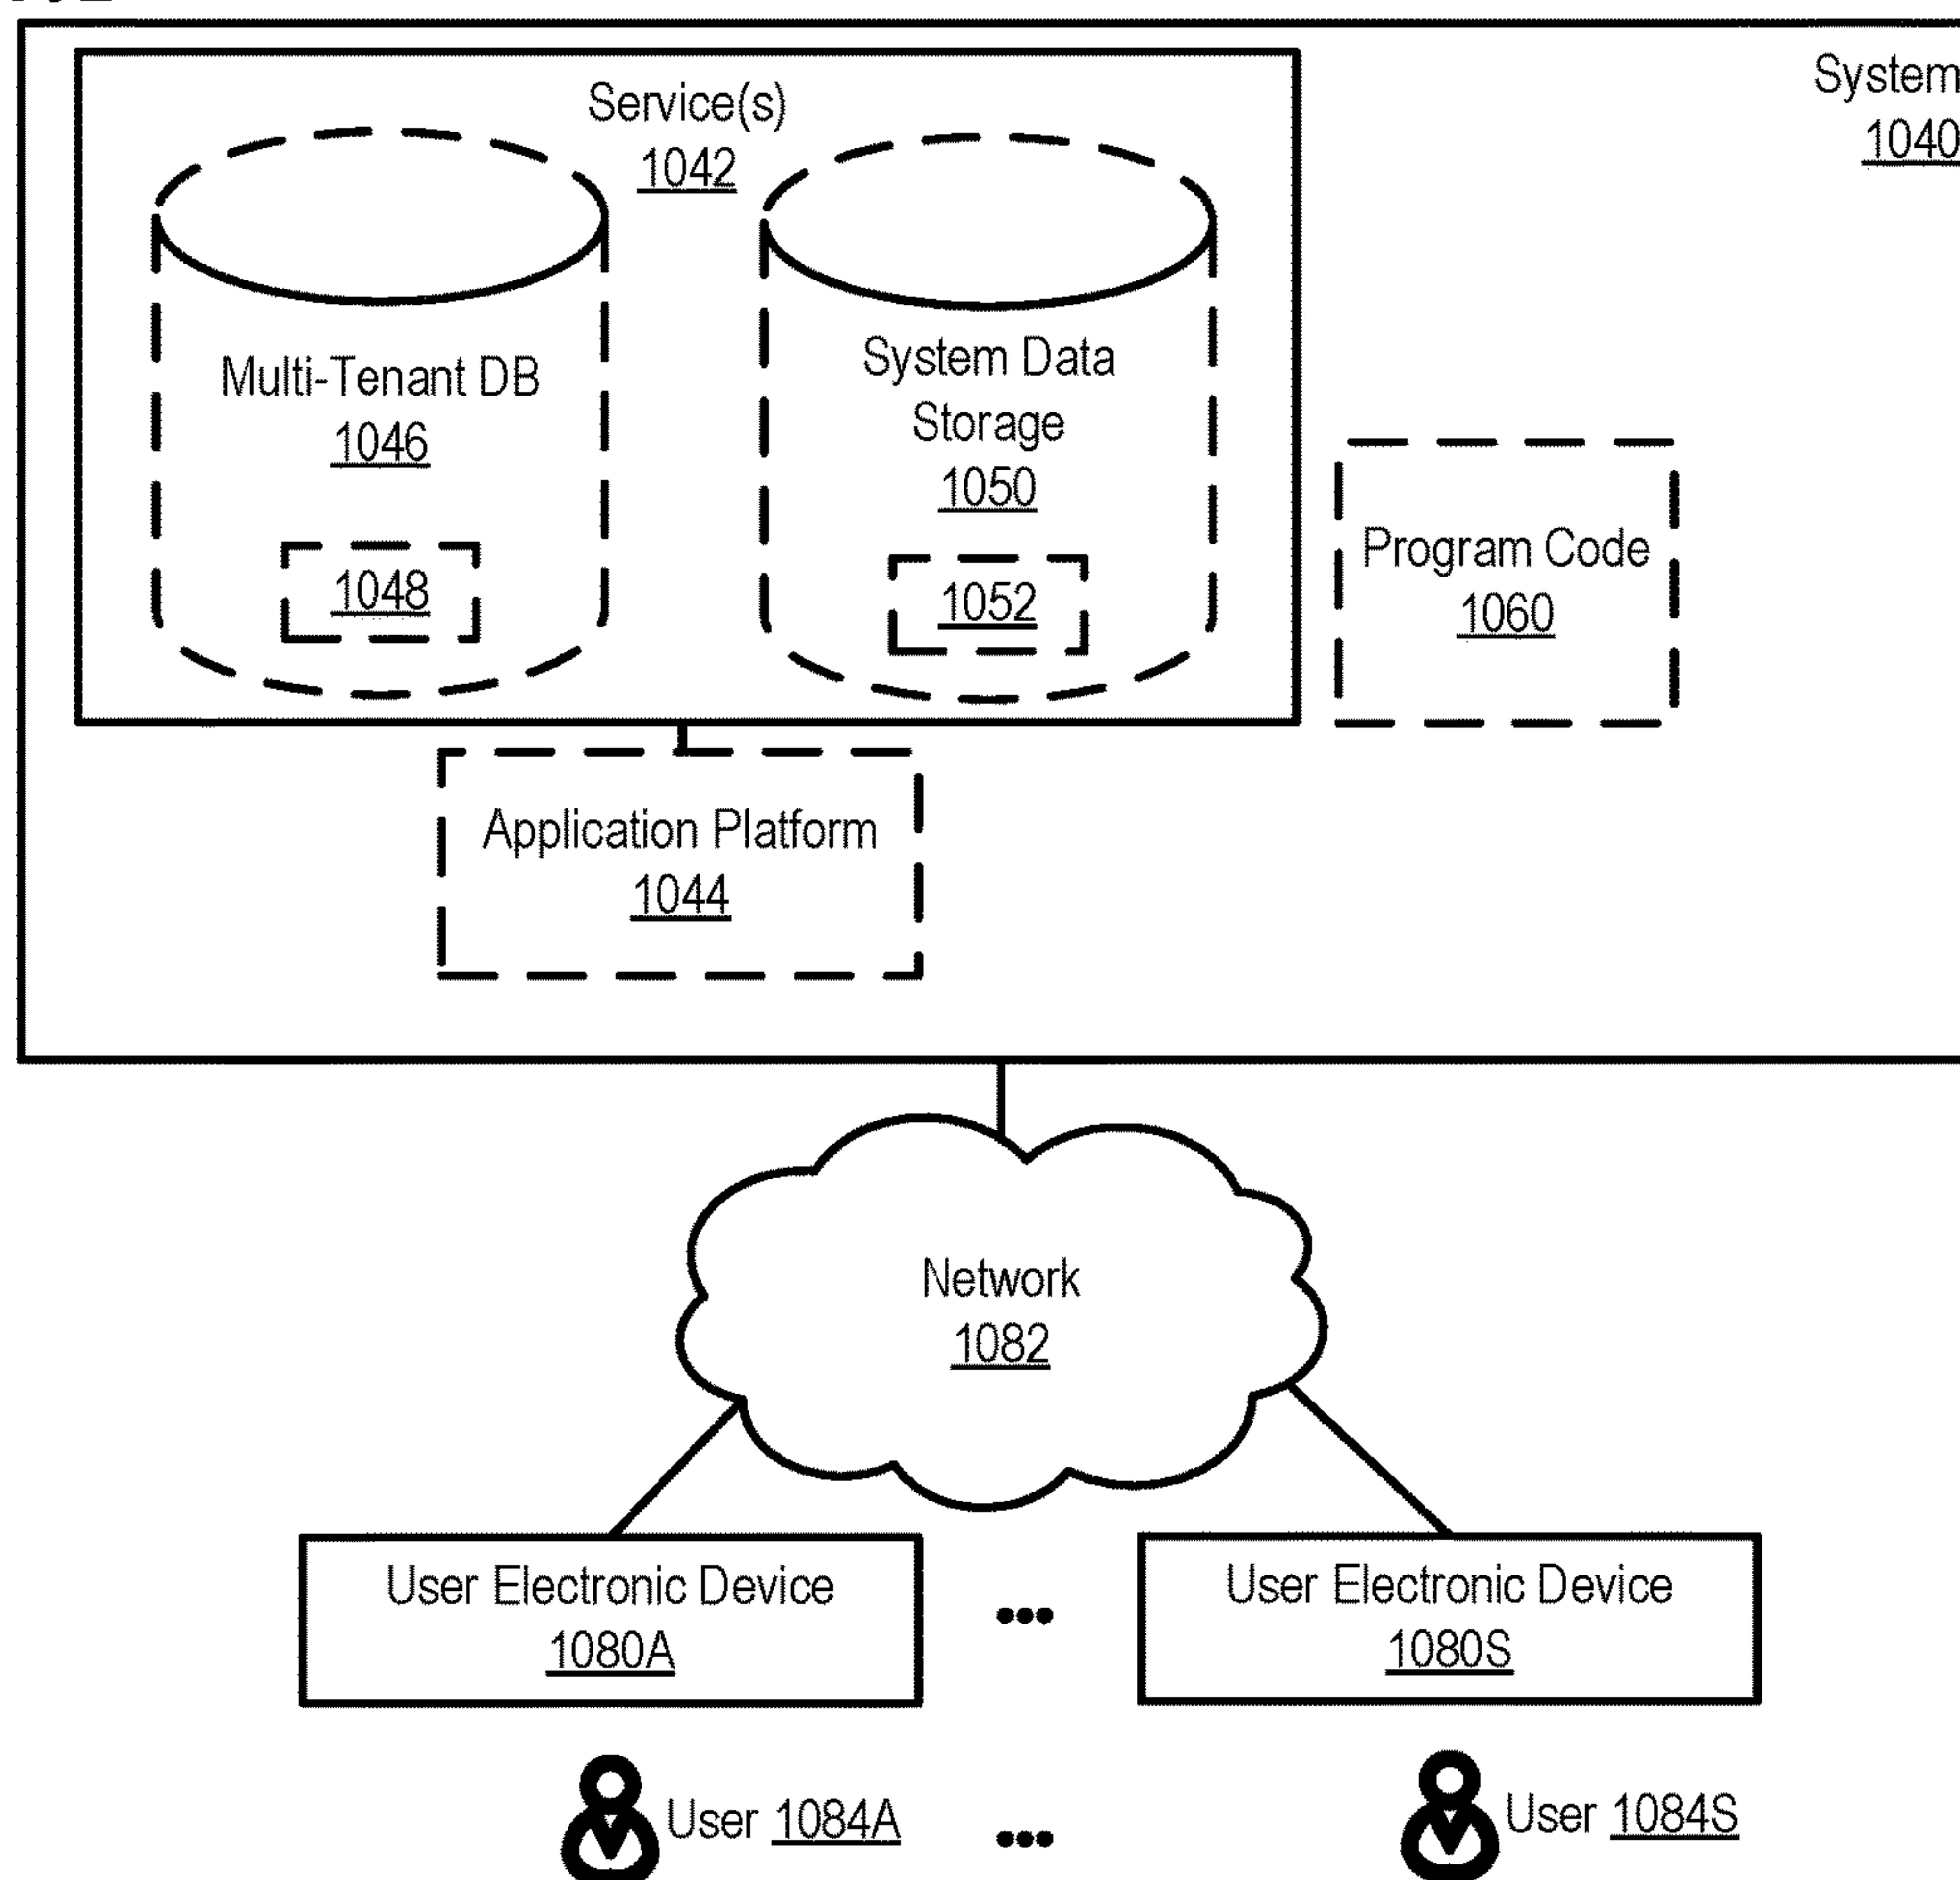 Service(s)
1042
System
1040
Multi-Tenant DB
1046
1048
System Data
Storage
1050
1052
Program Code
1060
Application Platform
1044
Network
1082
User Electronic Device
1080A
...
User Electronic Device
1080S
User 1084A
...
User 1084S